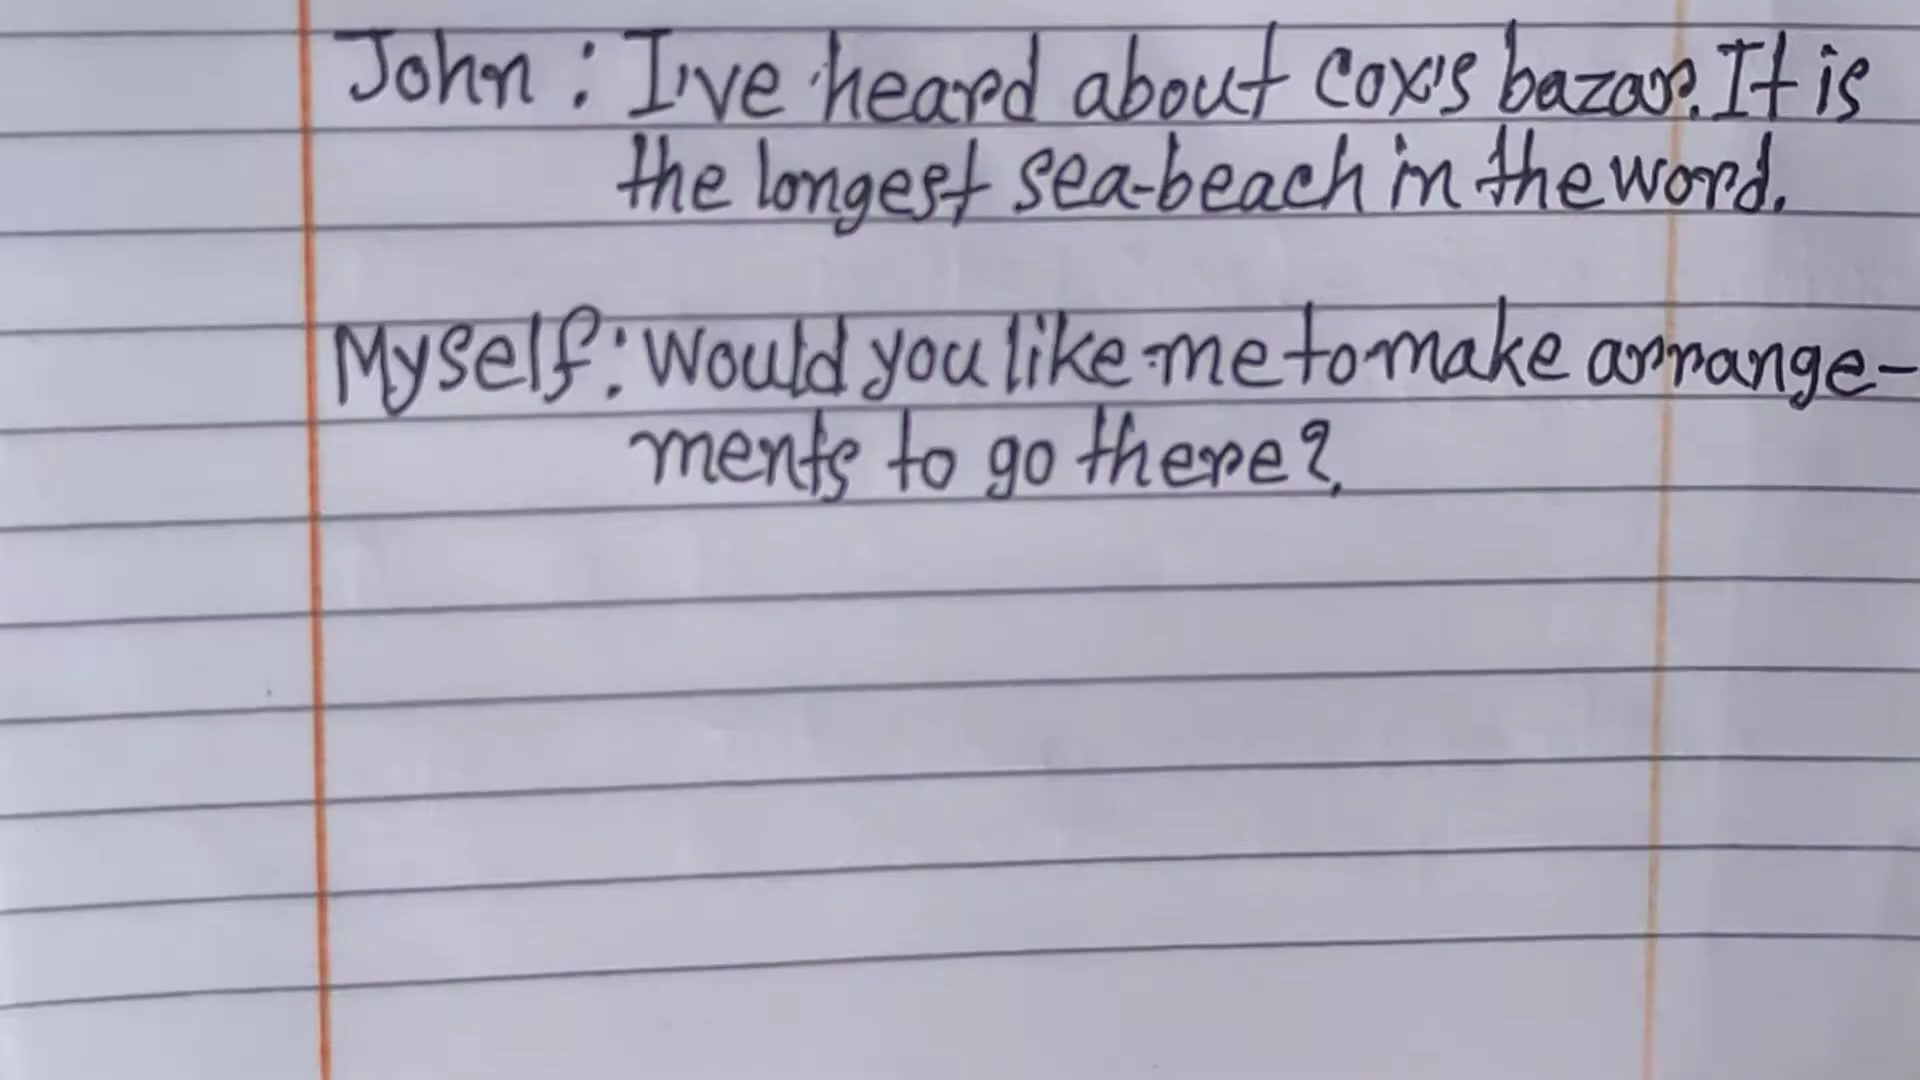 John : I've heard about cox's bazar. It is
the longest sea-beach in the word.
Myself: Would you like me to make arrange-
ments to go there?